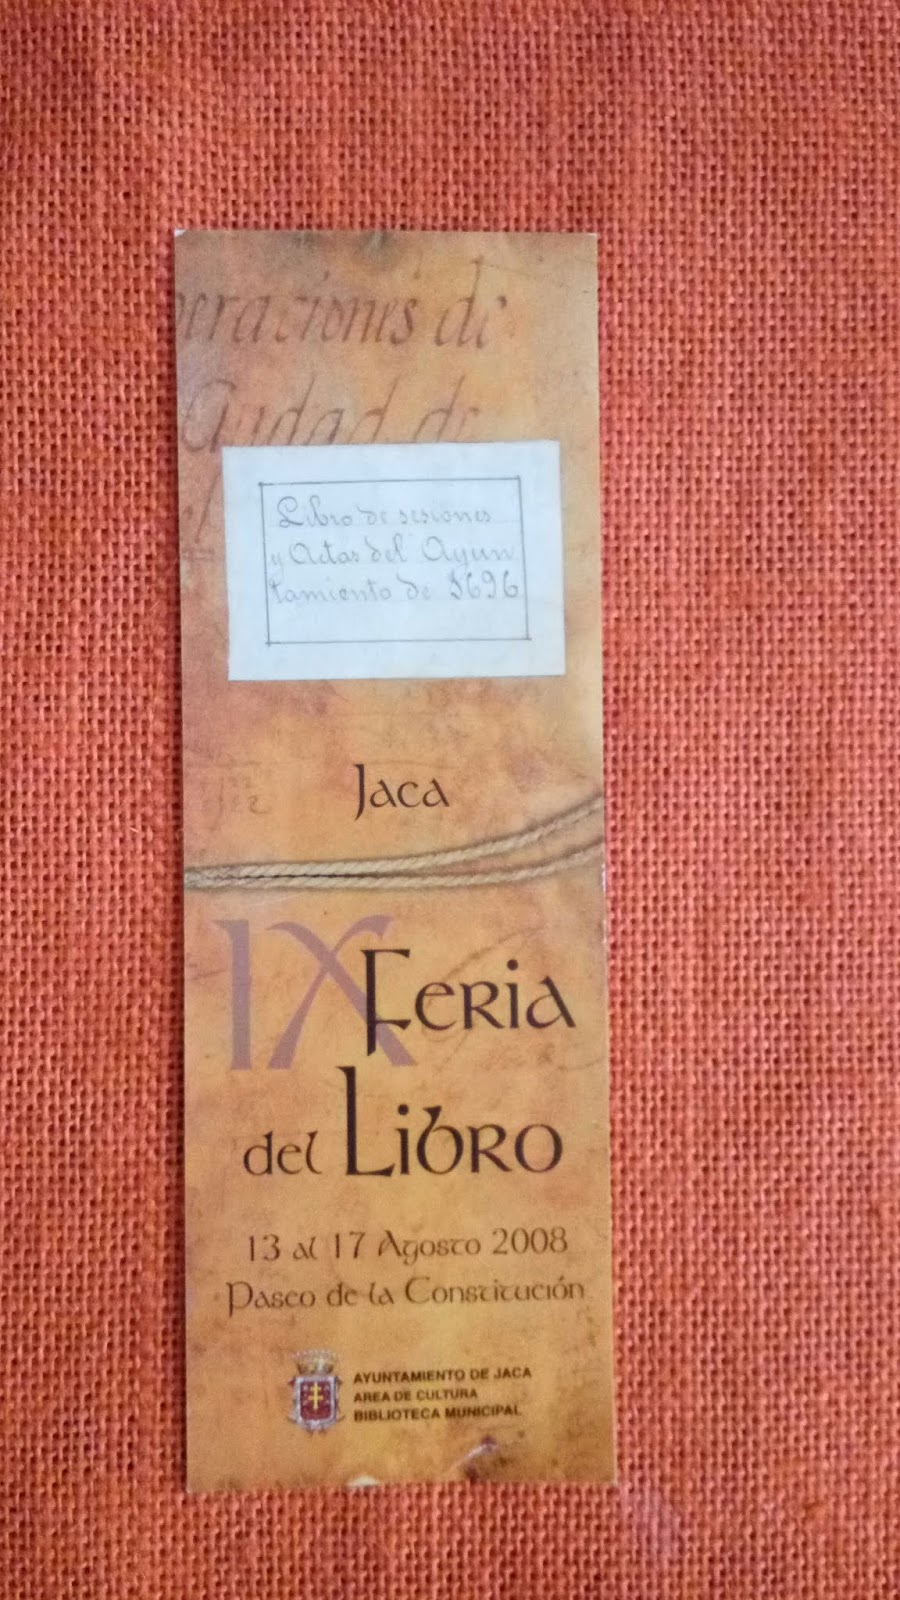 eraciones de
Ciudad de
Libro de sesiones
y Actas del Ayun
tamiento de 1696
Jaca
IX Feria
del Libro
13 al 17 Agosto 2008
Paseo de la Constitución
AYUNTAMIENTO DE JACA
AREA DE CULTURA
BIBLIOTECA MUNICIPAL